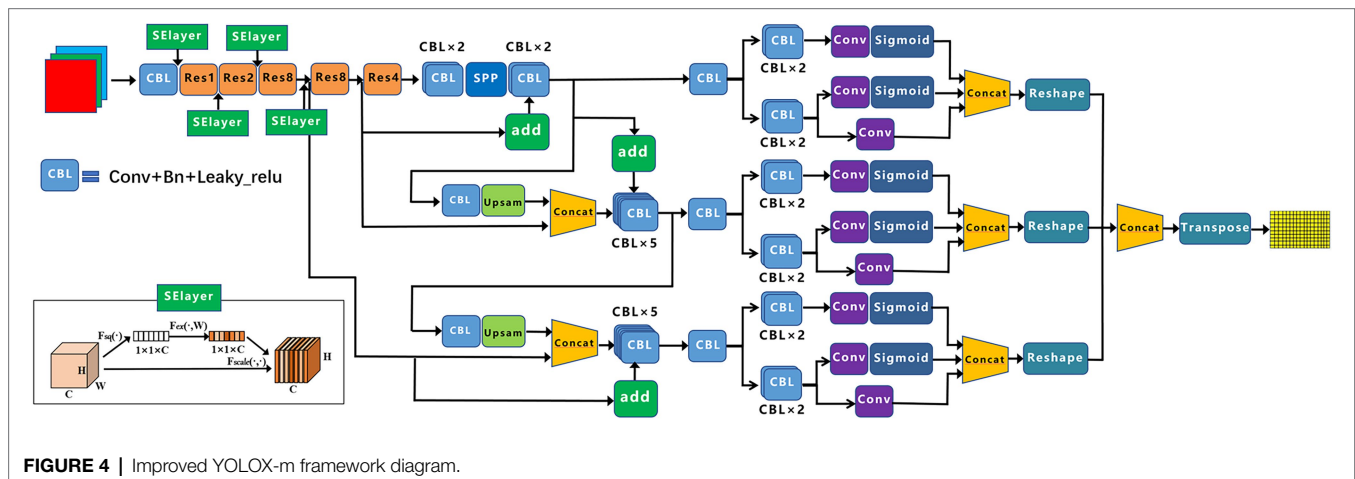 SElayer SElayer
CBL Res1 Res2 Res8 Res8 Res4
SElayer SElayer
CBL×2 CBL×2
CBL SPP CBL
add
add
CBL Upsam Concat CBL
CBL×5
CBL = Conv+Bn+Leaky_relu
CBL
CBL Conv Sigmoid
CBL×2
CBL Conv Sigmoid
CBL×2 Conv
Concat Reshape
CBL
CBL Conv Sigmoid
CBL×2
CBL Conv Sigmoid
CBL×2 Conv
Concat Reshape
Concat Transpose
CBL×5
CBL Upsam Concat CBL
add
CBL
CBL Conv Sigmoid
CBL×2
CBL Conv Sigmoid
CBL×2 Conv
Concat Reshape
SElayer
Fsq(·) Fex(·,W)
1×1×C 1×1×C
Fscale(·,·)
H W C
H C
FIGURE 4 | Improved YOLOX-m framework diagram.